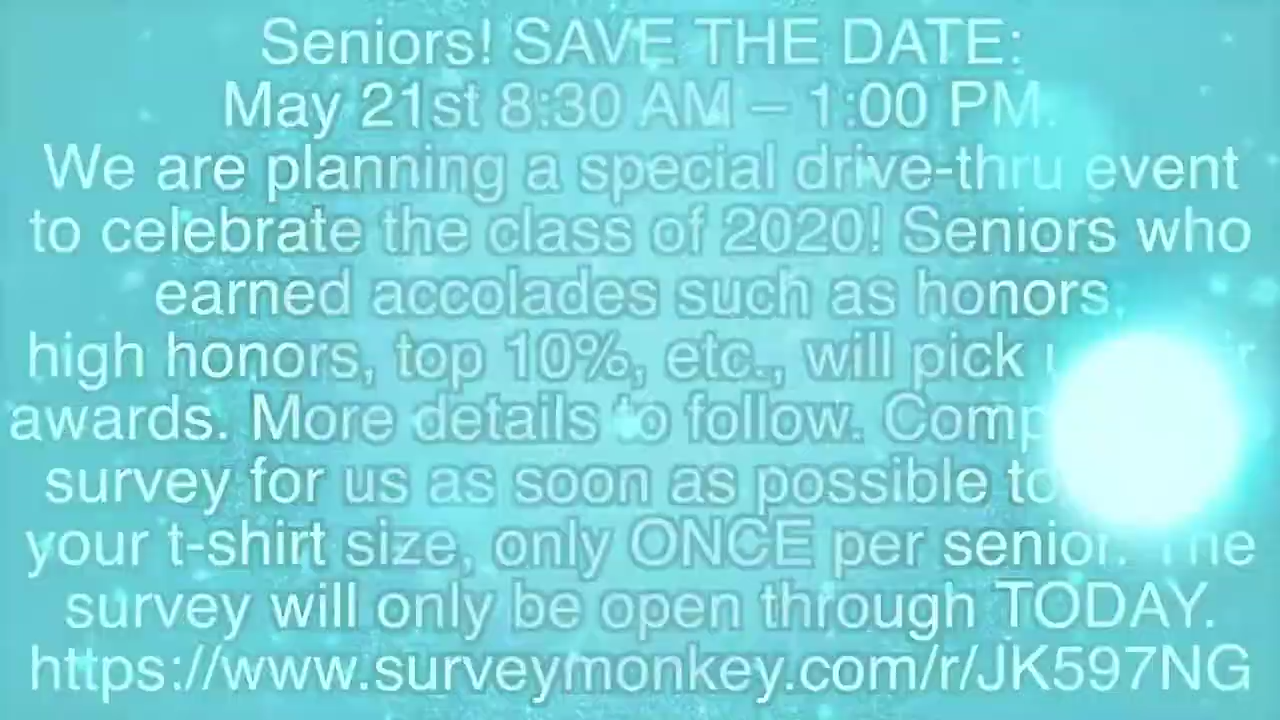 Seniors! SAVE THE DATE:
May 21st 8:30 AM – 1:00 PM.
We are planning a special drive-thru event
to celebrate the class of 2020! Seniors who
earned accolades such as honors,
high honors, top 10%, etc., will pick
awards. More details to follow.
survey for us as soon as possible to
your t-shirt size, only ONCE per senior. The
survey will only be open through TODAY.
https://www.surveymonkey.com/r/JK597NG